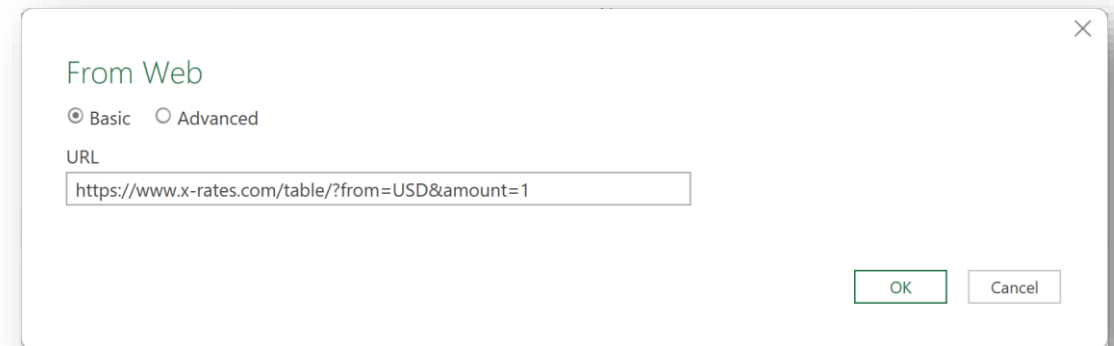 From Web
Basic Advanced
URL
https://www.x-rates.com/table/?from=USD&amount=1
OK Cancel